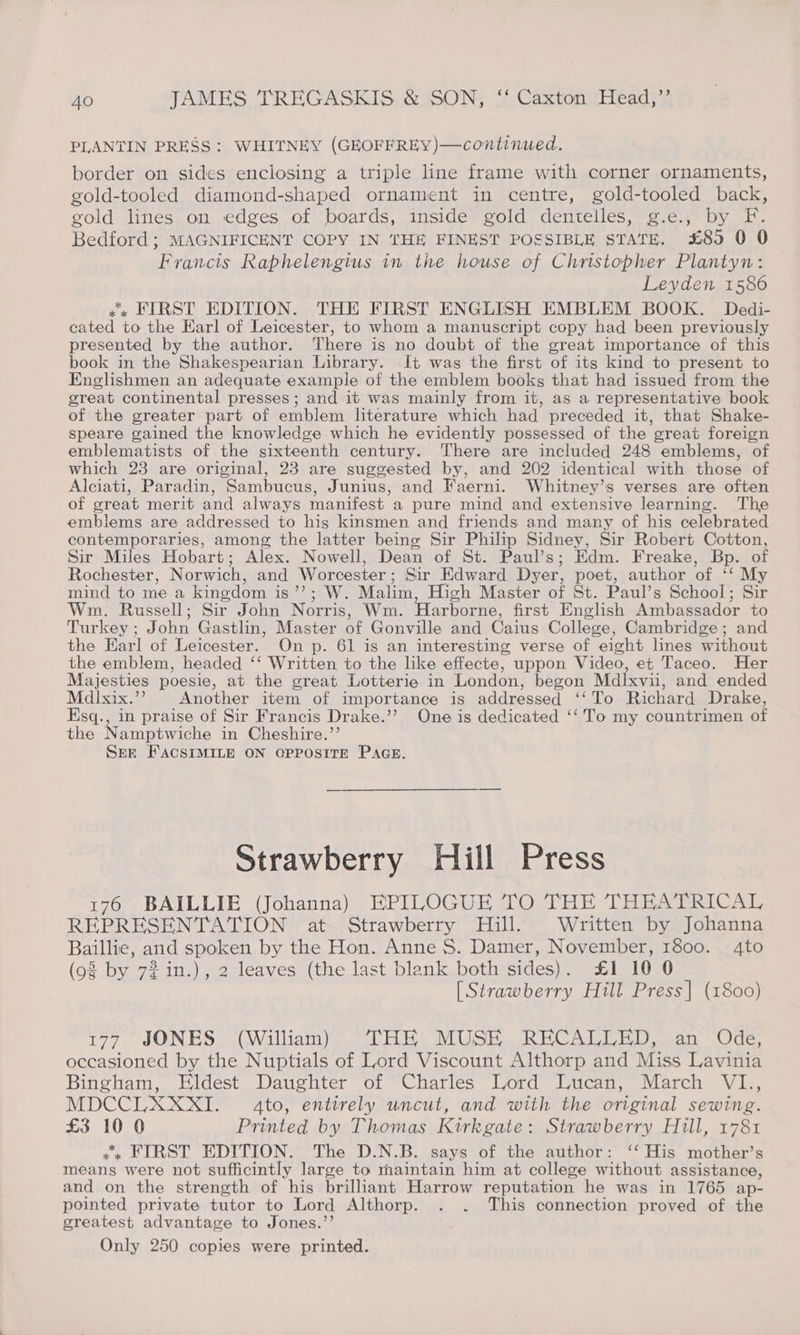 40 JAMES TREGASKIS & SON, “ Caxton Head,”
PLANTIN PRESS: WHITNEY (GEOFFREY)—continued.
border on sides enclosing a triple line frame with corner ornaments,
gold-tooled diamond-shaped ornament in centre, gold-tooled back,
gold lines on edges of boards, inside gold dentelles, g.e., by F.
Bedford; MAGNIFICENT COPY IN THE FINEST POSSIBLE STATE. £85 0 0
Francis Raphelengius in the house of Christopher Plantyn:
Leyden 1586
*** FIRST EDITION. THE FIRST ENGLISH EMBLEM BOOK. Dedi-
cated to the Earl of Leicester, to whom a manuscript copy had been previously
presented by the author. There is no doubt of the great importance of this
book in the Shakespearian Library. It was the first of its kind to present to
Englishmen an adequate example of the emblem books that had issued from the
great continental presses; and it was mainly from it, as a representative book
of the greater part of emblem literature which had preceded it, that Shake-
speare gained the knowledge which he evidently possessed of the great foreign
emblematists of the sixteenth century. There are included 248 emblems, of
which 23 are original, 23 are suggested by, and 202 identical with those of
Alciati, Paradin, Sambucus, Junius, and Faerni. Whitney’s verses are often
of great merit and always manifest a pure mind and extensive learning. The
emblems are addressed to his kinsmen and friends and many of his celebrated
contemporaries, among the latter being Sir Philip Sidney, Sir Robert Cotton,
Sir Miles Hobart; Alex. Nowell, Dean of St. Paul’s; Edm. Freake, Bp. of
Rochester, Norwich, and Worcester; Sir Edward Dyer, poet, author of “ My
mind to me a kingdom is”; W. Malim, High Master of St. Paul’s School; Sir
Wm. Russell; Sir John Norris, Wm. Harborne, first English Ambassador to
Turkey; John Gastlin, Master of Gonville and Caius College, Cambridge; and
the Earl of Leicester. On p. 61 is an interesting verse of eight lines without
the emblem, headed “ Written to the like effecte, uppon Video, et Taceo. Her
Majesties poesie, at the great Lotterie in London, begon Mdlxvii, and ended
Mdlxix.” Another item of importance is addressed “ To Richard Drake,
Esq., in praise of Sir Francis Drake.” One is dedicated “ To my countrimen of
the Namptwiche in Cheshire.”
SEE FACSIMILE ON OPPOSITE PAGE.
Strawberry Hill Press
176 BAILLIE (Johanna) EPILOGUE TO THE THEATRICAL
REPRESENTATION at Strawberry Hill. Written by Johanna
Baillie, and spoken by the Hon. Anne S. Damer, November, 1800. 4to
(9⅜ by 7¾ in.), 2 leaves (the last blank both sides). £1 10 0
[Strawberry Hill Press] (1800)
177 JONES (William) THE MUSE RECALLED, an Ode,
occasioned by the Nuptials of Lord Viscount Althorp and Miss Lavinia
Bingham, Eldest Daughter of Charles Lord Lucan, March VI.,
MDCCLXXXI. 4to, entirely uncut, and with the original sewing.
£3 10 0 Printed by Thomas Kirkgate: Strawberry Hill, 1781
*** FIRST EDITION. The D.N.B. says of the author: “ His mother’s
means were not sufficintly large to maintain him at college without assistance,
and on the strength of his brilliant Harrow reputation he was in 1765 ap-
pointed private tutor to Lord Althorp. . . This connection proved of the
greatest advantage to Jones.”
Only 250 copies were printed.